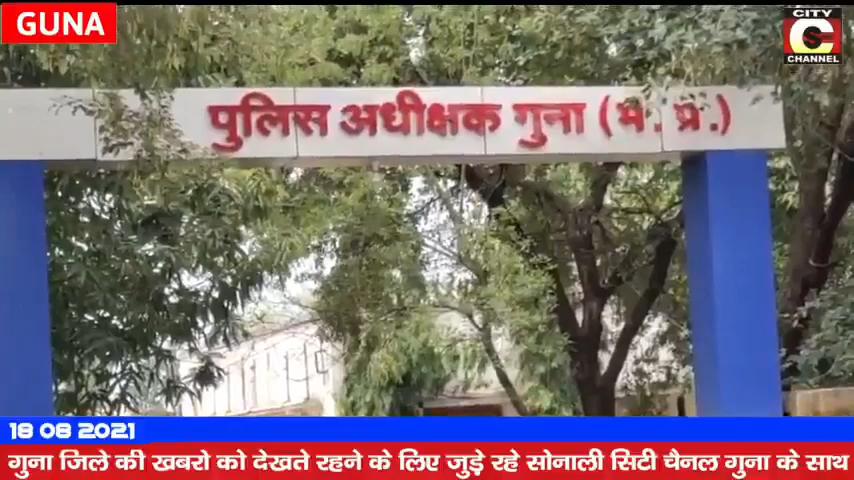 GUNA
CITY
CHANNEL
पुलिस अधीक्षक गुना (म.प्र.)
18 08 2021
गुना जिले की खबरो को देखते रहने के लिए जुड़े रहे सोनाली सिटी चैनल गुना के साथ